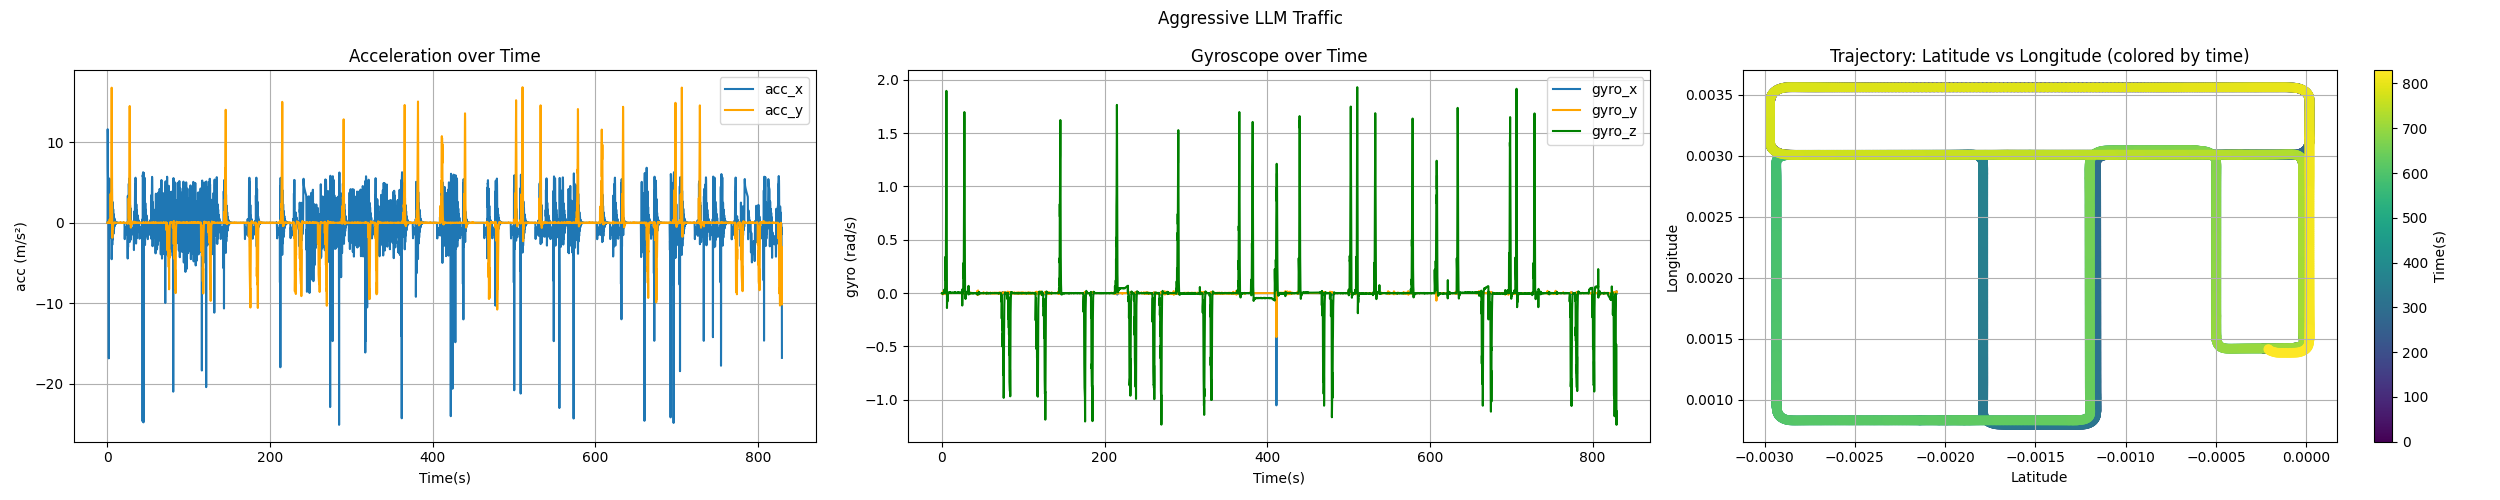 Aggressive LLM Traffic
Acceleration over Time
acc_x
acc_y
10
0
−10
−20
acc (m/s²)
0
200
400
600
800
Time(s)
Gyroscope over Time
gyro_x
gyro_y
gyro_z
2.0
1.5
1.0
0.5
0.0
−0.5
−1.0
gyro (rad/s)
0
200
400
600
800
Time(s)
Trajectory: Latitude vs Longitude (colored by time)
0.0035
0.0030
0.0025
0.0020
0.0015
0.0010
Longitude
−0.0030
−0.0025
−0.0020
−0.0015
−0.0010
−0.0005
0.0000
Latitude
800
700
600
500
400
300
200
100
0
Time(s)